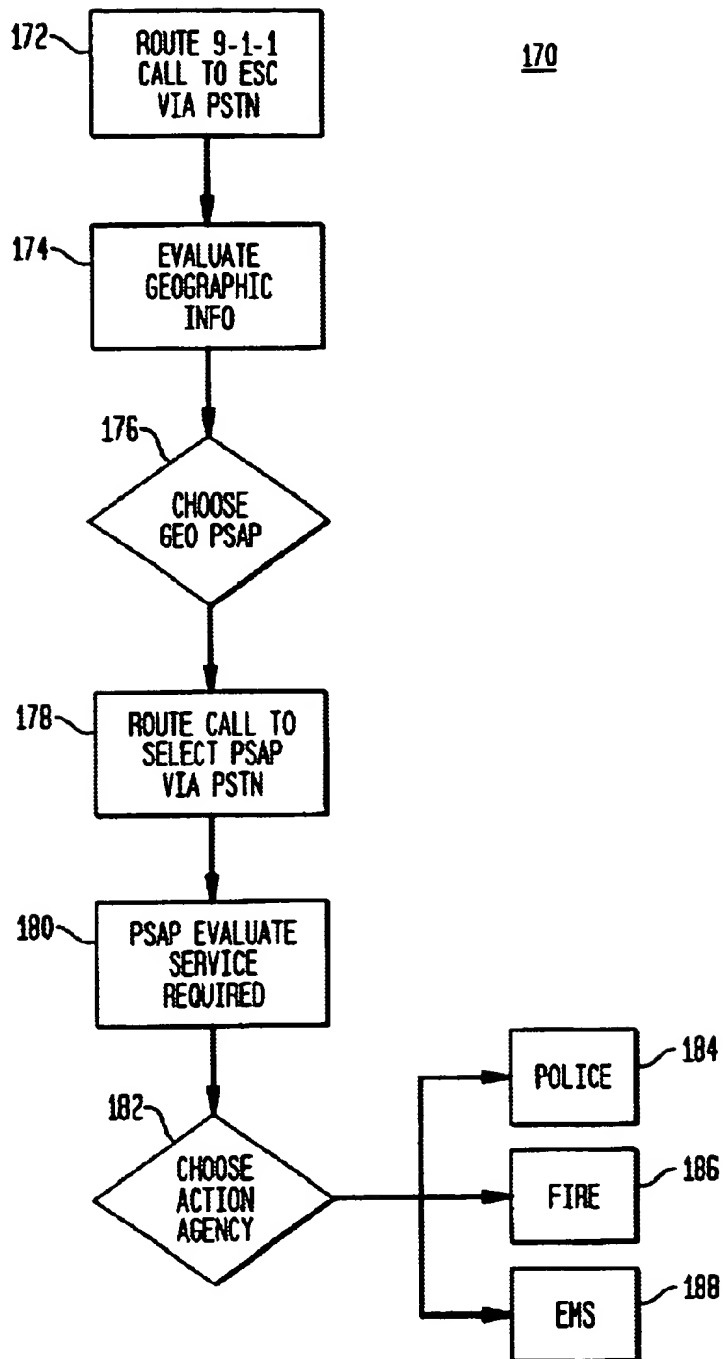 172
ROUTE 9-1-1
CALL TO ESC
VIA PSTN
170
174
EVALUATE
GEOGRAPHIC
INFO
176
CHOOSE
GEO PSAP
178
ROUTE CALL TO
SELECT PSAP
VIA PSTN
180
PSAP EVALUATE
SERVICE
REQUIRED
182
CHOOSE
ACTION
AGENCY
POLICE
184
FIRE
186
EMS
188